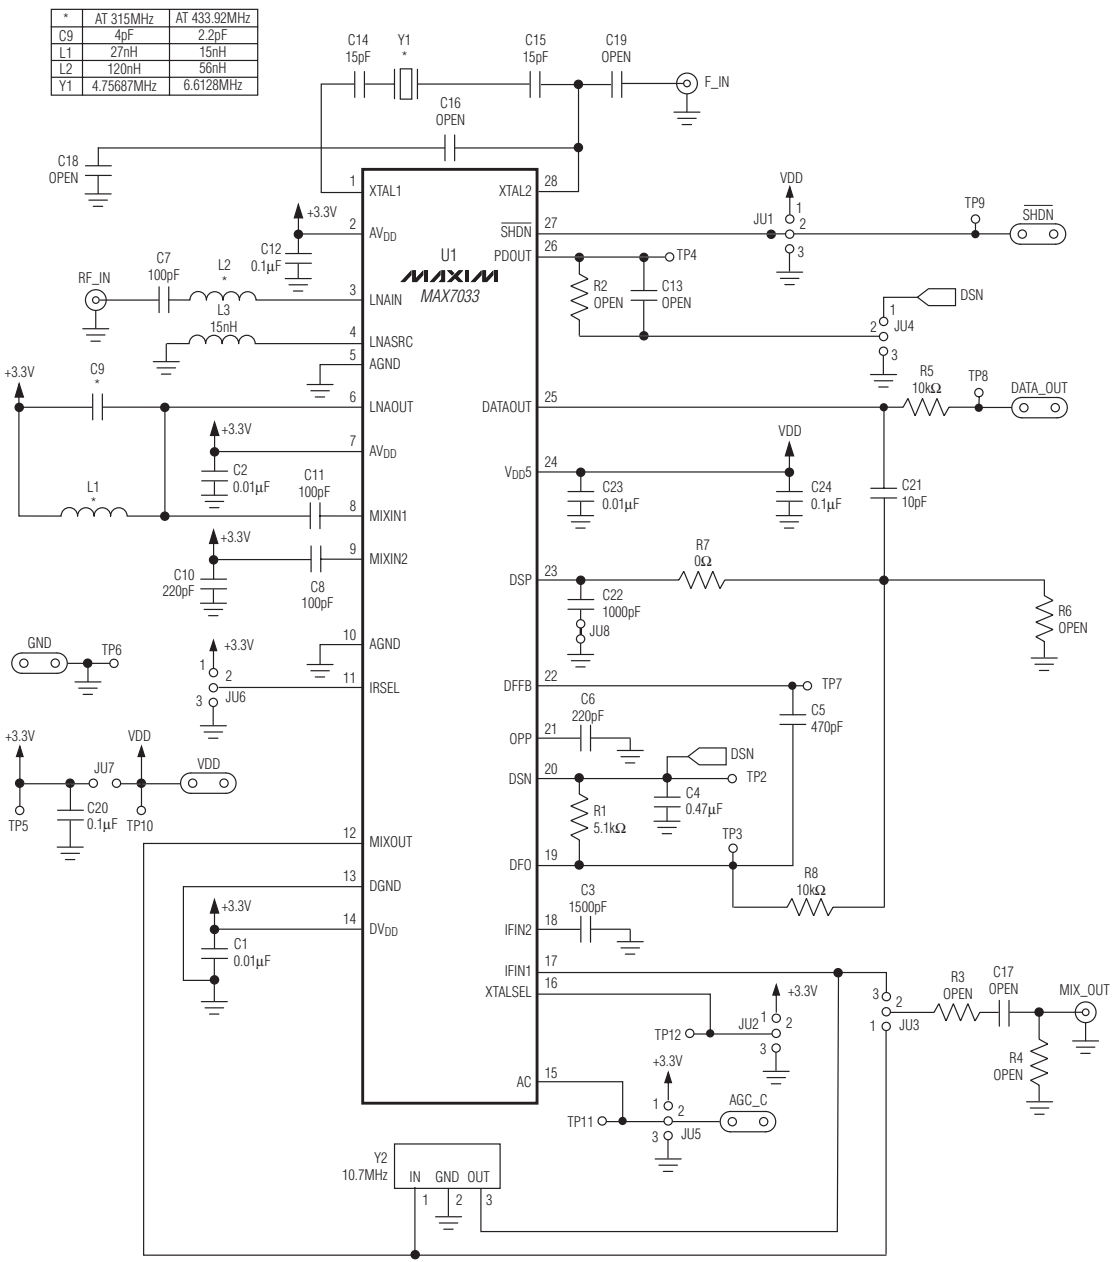 * AT 315MHz AT 433.92MHz
C9 4pF 2.2pF
L1 27nH 15nH
L2 120nH 56nH
Y1 4.75687MHz 6.6128MHz
C14
15pF
Y1
*
C15
15pF
C19
OPEN
F_IN
C16
OPEN
C18
OPEN
1 XTAL1
XTAL2 28
+3.3V
2 AVDD
C12
0.1µF
U1
MAXIM
MAX7033
SHDN 27
VDD
JU1
1
2
3
TP9
SHDN
PDOUT 26
TP4
R2
OPEN
C13
OPEN
DSN
1
2 JU4
3
RF_IN
C7
100pF
L2
*
3 LNAIN
L3
15nH
4 LNASRC
5 AGND
+3.3V
C9
*
6 LNAOUT
DATAOUT 25
R5
10kΩ
TP8
DATA_OUT
+3.3V
7 AVDD
C2
0.01µF
VDD
VDD5 24
C23
0.01µF
C24
0.1µF
C21
10pF
L1
*
C11
100pF
8 MIXIN1
+3.3V
9 MIXIN2
C10
220pF
C8
100pF
R7
0Ω
DSP 23
C22
1000pF
JU8
R6
OPEN
GND
TP6
10 AGND
+3.3V
1
2
3 JU6
11 IRSEL
DFFB 22
TP7
C5
470pF
C6
220pF
OPP 21
DSN
DSN 20
TP2
C4
0.47µF
R1
5.1kΩ
+3.3V
VDD
JU7
VDD
C20
0.1µF
TP5
TP10
12 MIXOUT
TP3
DFO 19
R8
10kΩ
13 DGND
+3.3V
14 DVDD
C1
0.01µF
C3
1500pF
IFIN2 18
IFIN1 17
XTALSEL 16
+3.3V
TP12
JU2
1
2
3
3
2
1 JU3
R3
OPEN
C17
OPEN
MIX_OUT
R4
OPEN
AC 15
+3.3V
TP11
1
2
3 JU5
AGC_C
Y2
10.7MHz
IN GND OUT
1 2 3